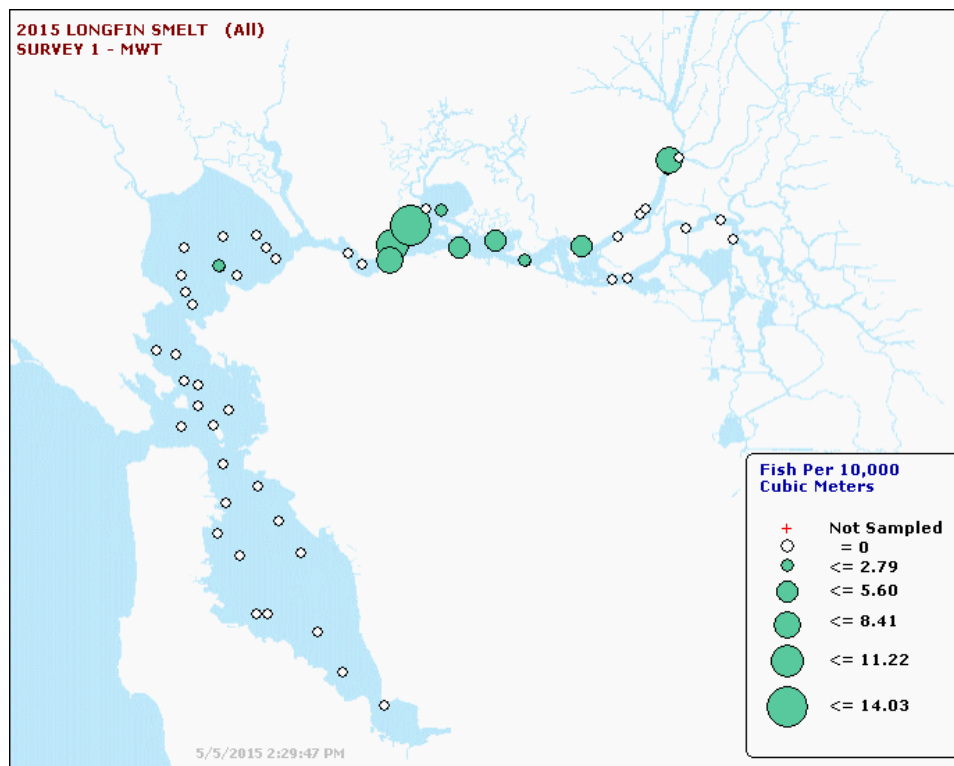 2015 LONGFIN SMELT (All)
SURVEY 1 - MWT
Fish Per 10,000
Cubic Meters
Not Sampled
= 0
<= 2.79
<= 5.60
<= 8.41
<= 11.22
<= 14.03
5/5/2015 2:29:47 PM